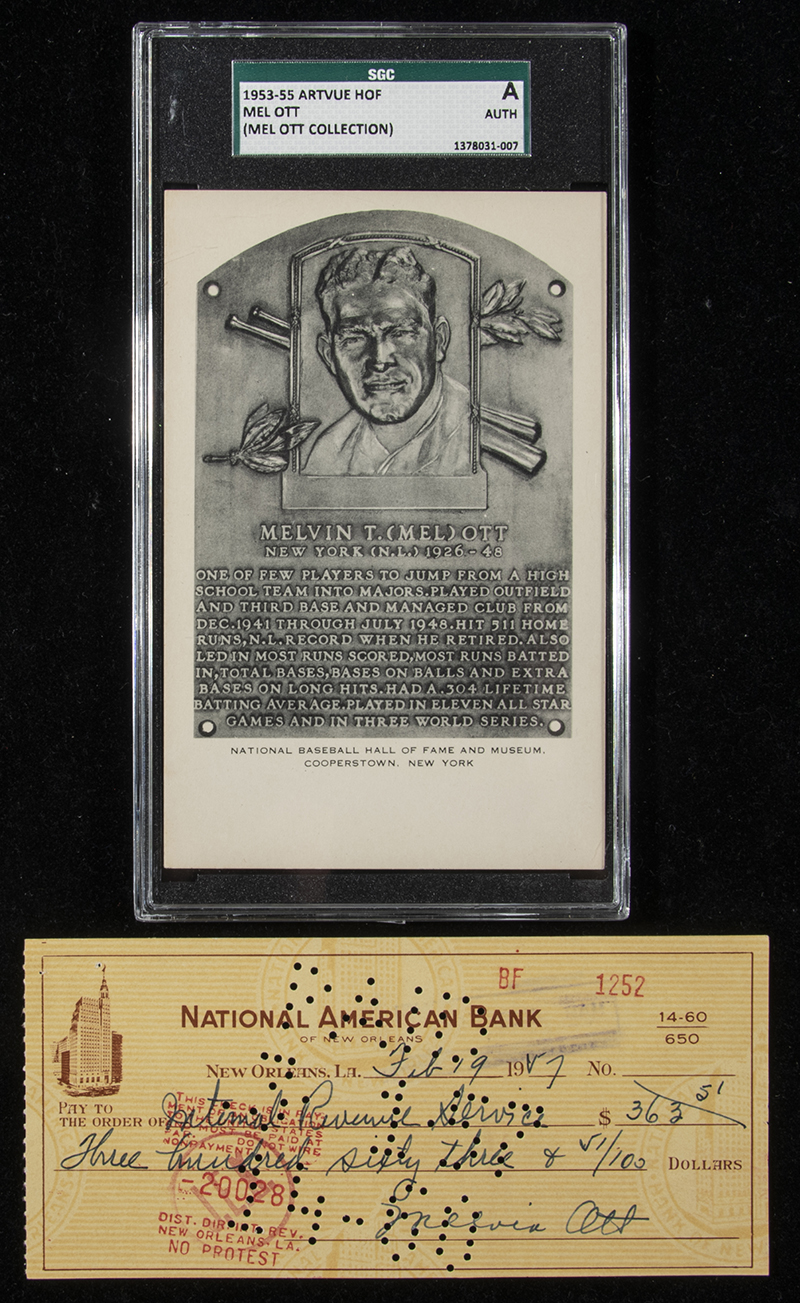 SGC
1953-55 ARTVUE HOF
MEL OTT
(MEL OTT COLLECTION)
A
AUTH
1378031-007
MELVIN T. (MEL) OTT
NEW YORK (N.L.) 1926-48
ONE OF FEW PLAYERS TO JUMP FROM A HIGH
SCHOOL TEAM INTO MAJORS. PLAYED OUTFIELD
AND THIRD BASE AND MANAGED CLUB FROM
DEC. 1941 THROUGH JULY 1948. HIT 511 HOME
RUNS, N.L. RECORD WHEN HE RETIRED. ALSO
LED IN MOST RUNS SCORED, MOST RUNS BATTED
IN, TOTAL BASES, BASES ON BALLS AND EXTRA
BASES ON LONG HITS. HAD A .304 LIFETIME
BATTING AVERAGE. PLAYED IN ELEVEN ALL STAR
GAMES AND IN THREE WORLD SERIES.
NATIONAL BASEBALL HALL OF FAME AND MUSEUM,
COOPERSTOWN, NEW YORK
BF 1252
NATIONAL AMERICAN BANK
OF NEW ORLEANS
14-60
650
NEW ORLEANS, LA. Feb 19 1957 No.
PAY TO
THE ORDER OF Internal Revenue Service $ 363 51
Three hundred sixty three & 51/100 DOLLARS
THIS CHECK IS IN PAY
-20028
Ott
DIST. DIR. INT. REV.
NEW ORLEANS, LA.
NO PROTEST